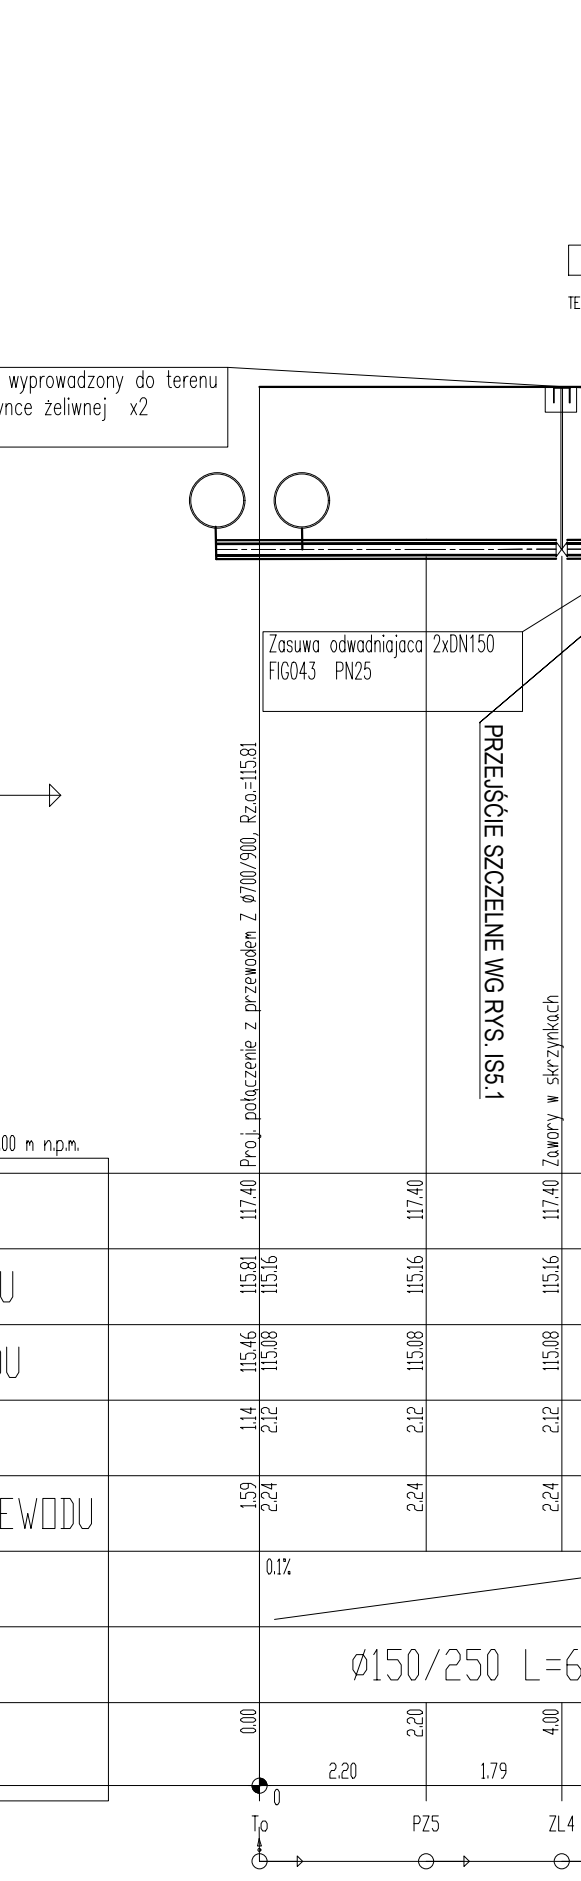 TE
wyprowadzony do terenu
ynce żeliwnej x2
Zasuwa odwadniajaca 2xDN150
FIG043 PN25
Proj. połączenie z przewodem Z ø700/900, Rz.o.=115.81
PRZEJŚĆIE SZCZELNE WG RYS. IS5.1
Zawory w skrzynkach
.00 m n.p.m.
117.40 117.40 117.40
U 115.81 115.16 115.16 115.16
DU 115.46 115.08 115.08 115.08
1.14 2.12 2.12 2.12
EWODU 1.59 2.24 2.24 2.24
0.1%
Ø150/250 L=6
0.00 2.20 4.00
2.20 1.79
0
To PZ5 ZL4